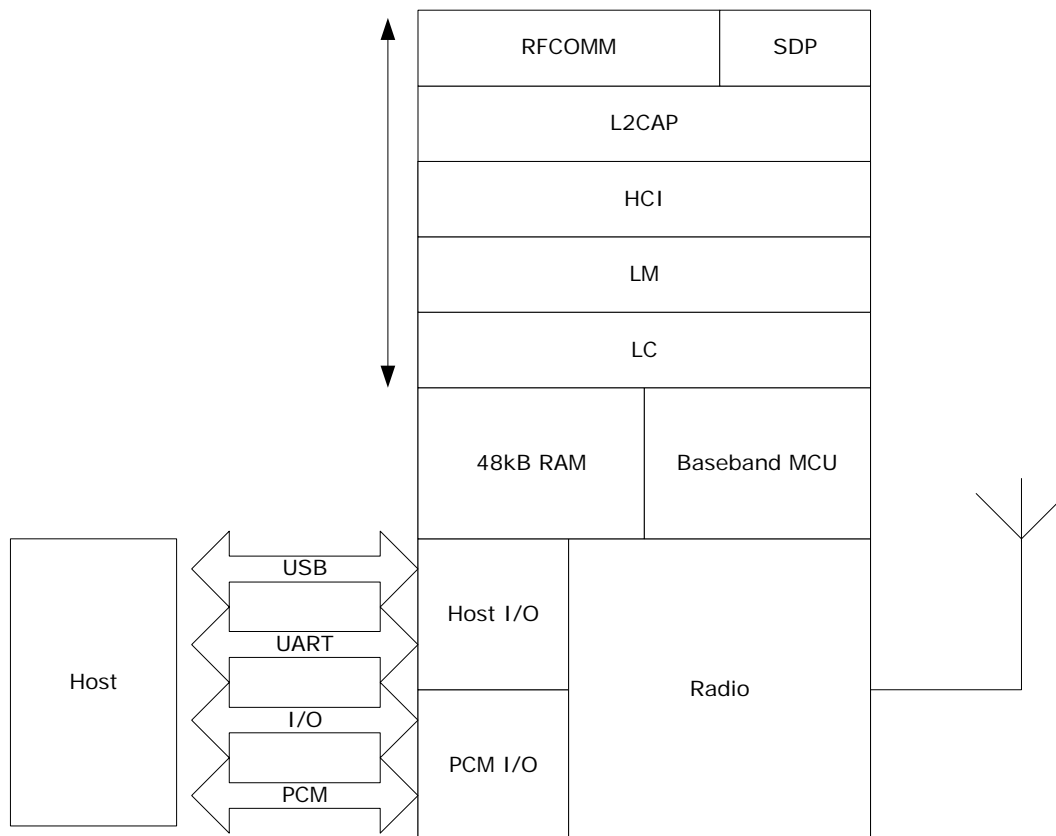 RFCOMM
SDP
L2CAP
HCI
LM
LC
48kB RAM
Baseband MCU
USB
Host I/O
UART
Host
Radio
I/O
PCM I/O
PCM